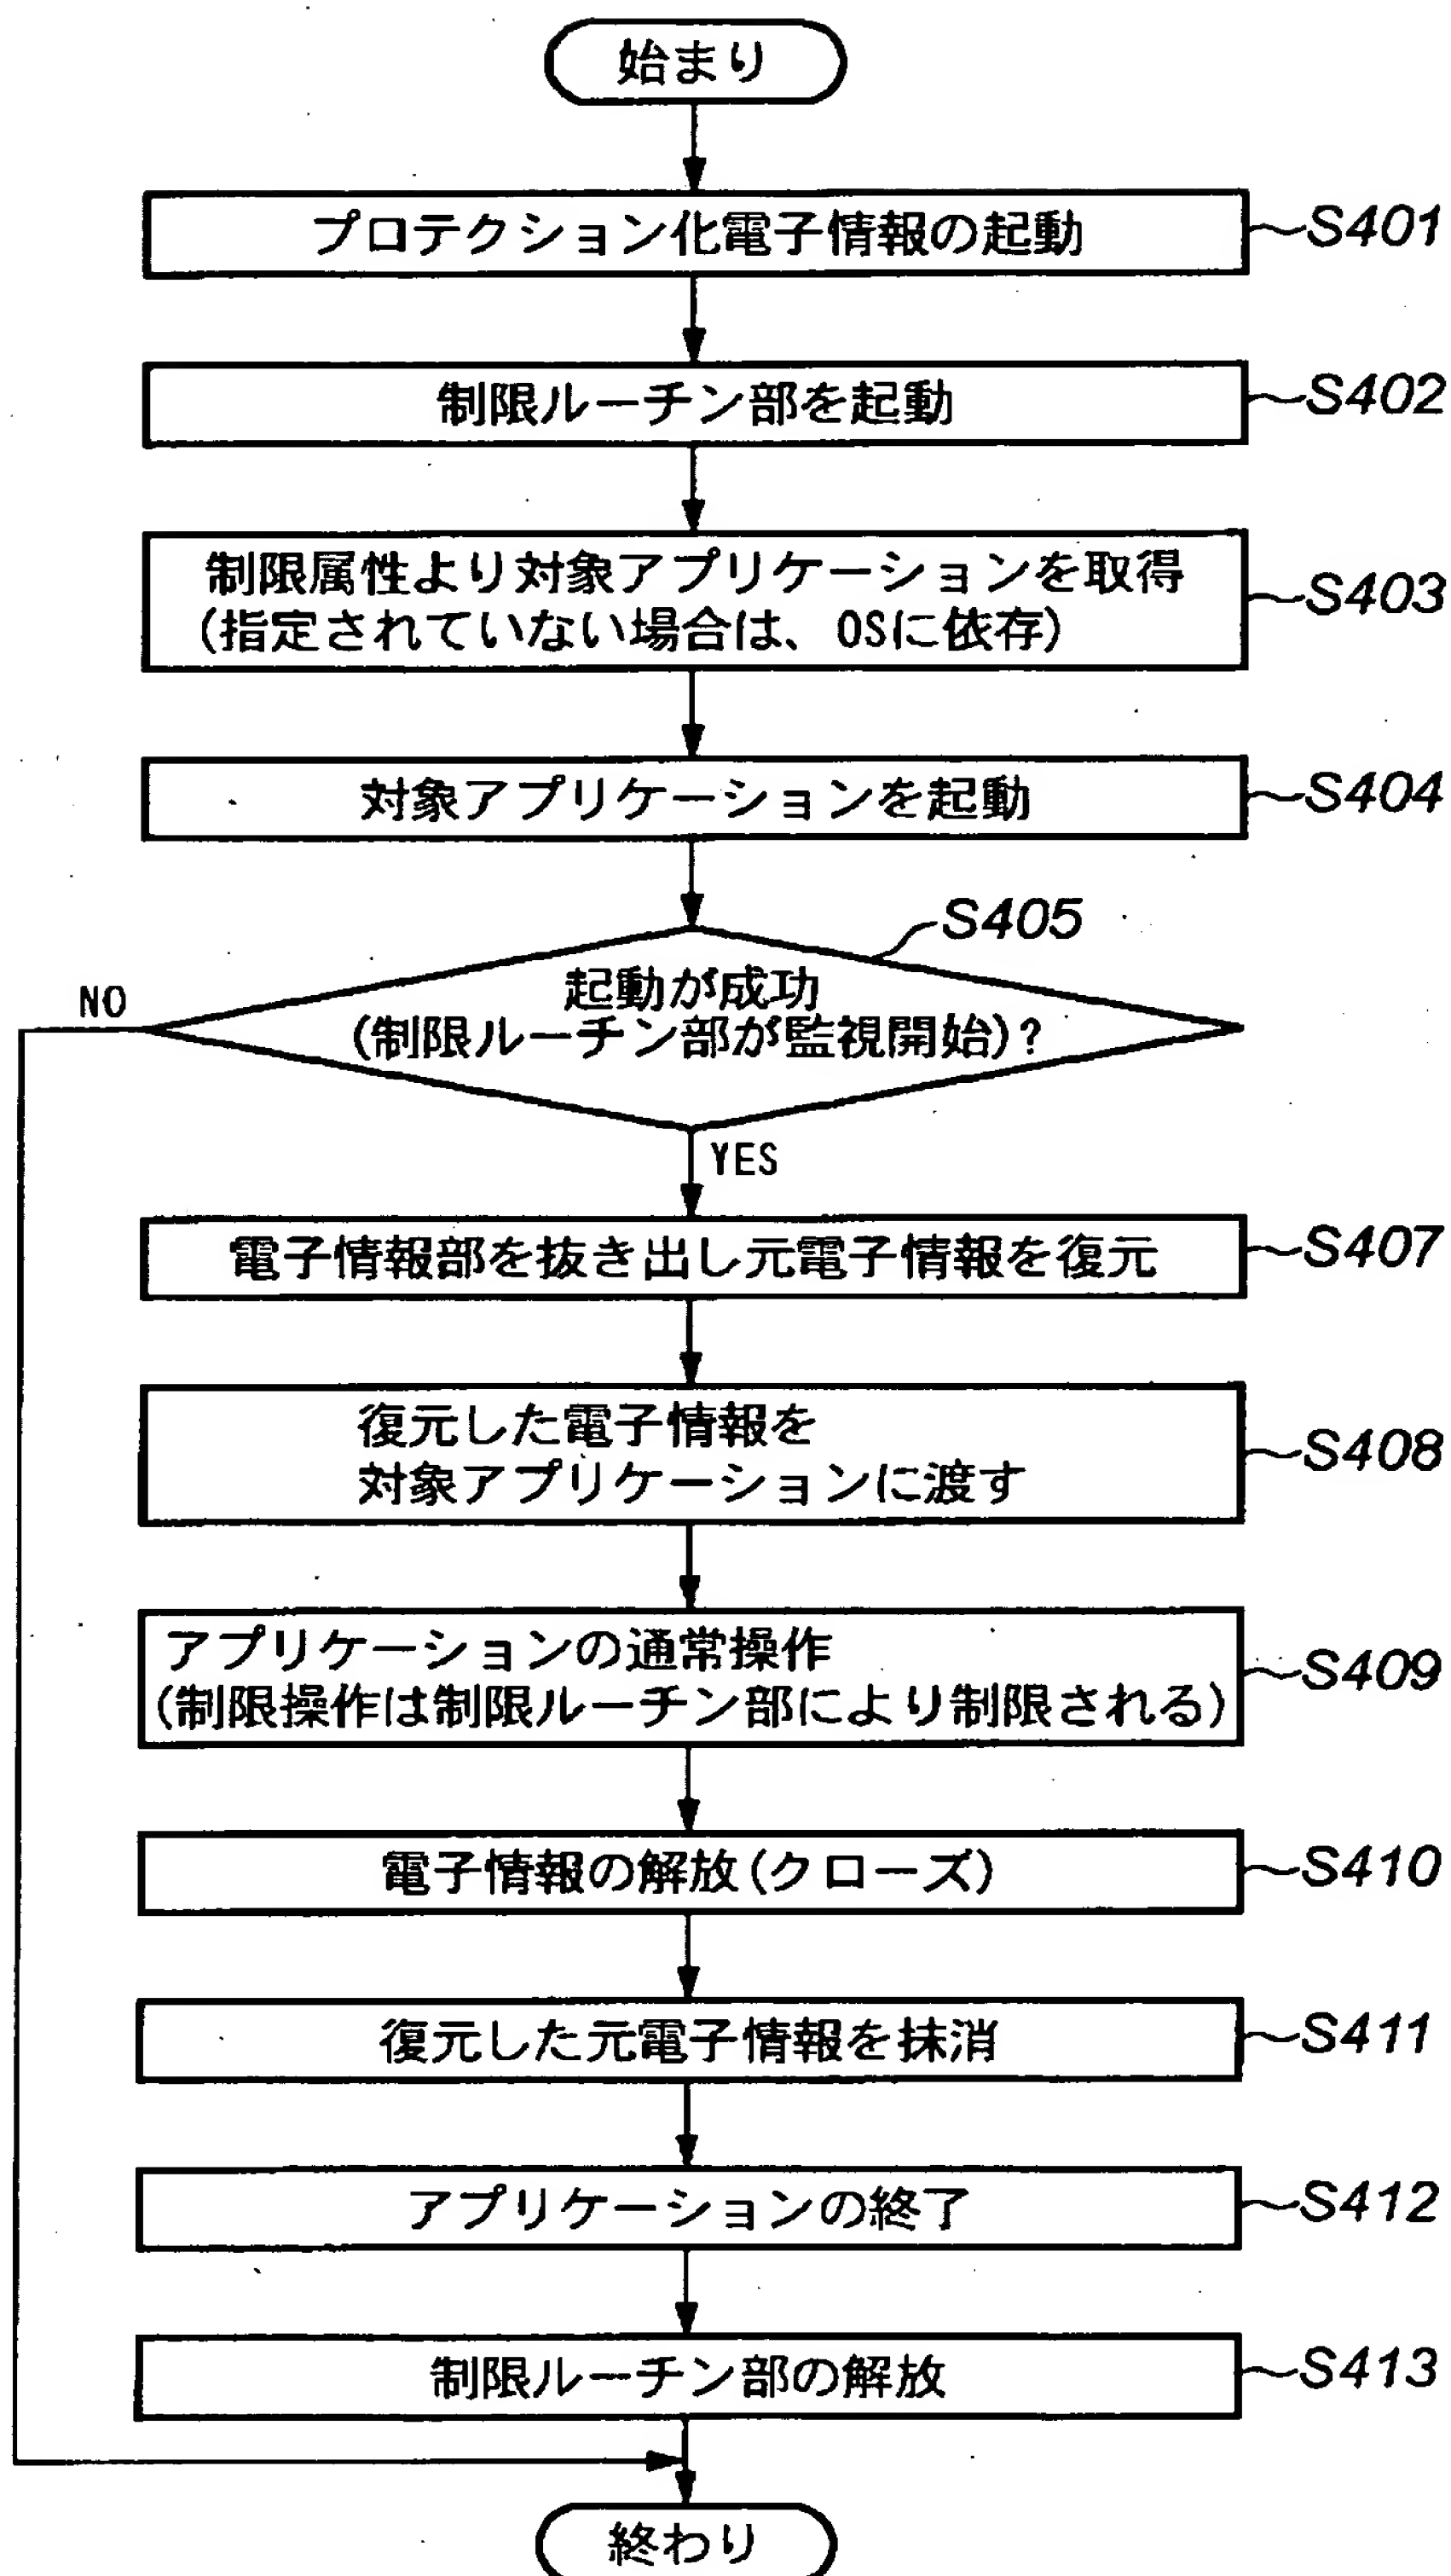 始まり
プロテクション化電子情報の起動
S401
制限ルーチン部を起動
S402
制限属性より対象アプリケーションを取得
(指定されていない場合は、OSに依存)
S403
対象アプリケーションを起動
S404
S405
起動が成功
(制限ルーチン部が監視開始)?
NO
YES
電子情報部を抜き出し元電子情報を復元
S407
復元した電子情報を
対象アプリケーションに渡す
S408
アプリケーションの通常操作
(制限操作は制限ルーチン部により制限される)
S409
電子情報の解放(クローズ)
S410
復元した元電子情報を抹消
S411
アプリケーションの終了
S412
制限ルーチン部の解放
S413
終わり